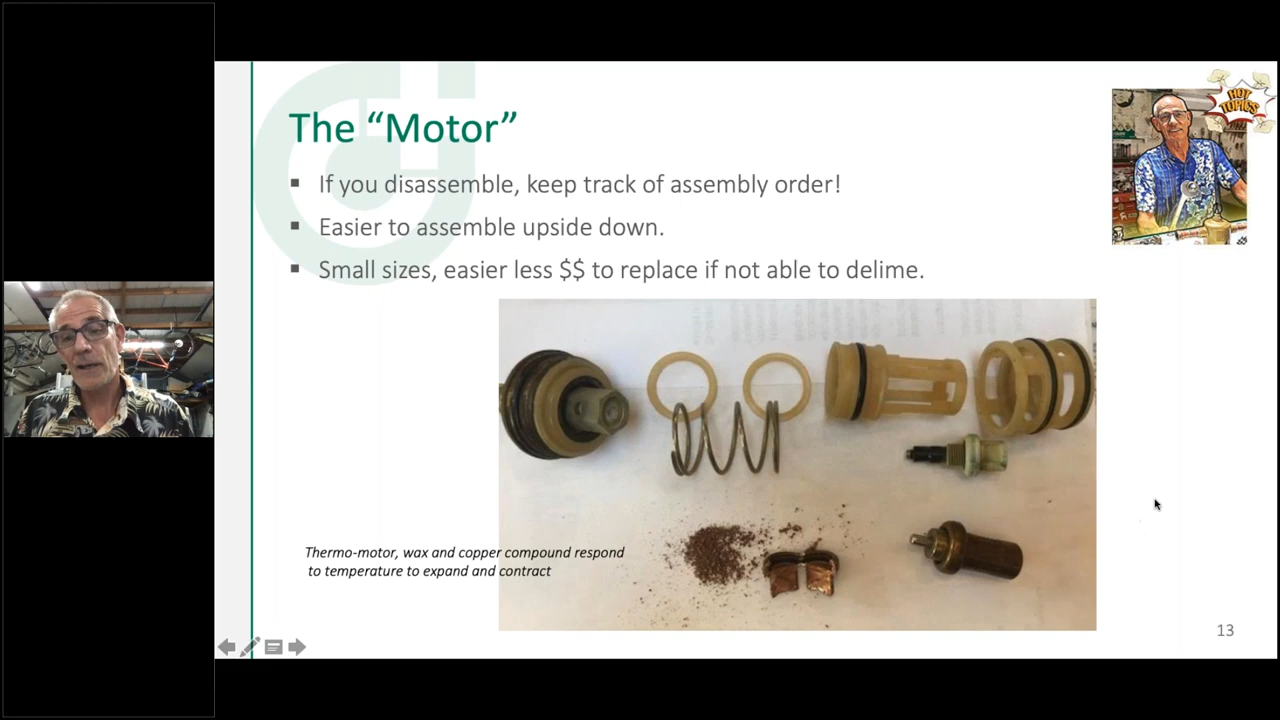 The “Motor”
HOT
TOPICS
▪ If you disassemble, keep track of assembly order!
▪ Easier to assemble upside down.
▪ Small sizes, easier less $$ to replace if not able to delime.
Thermo-motor, wax and copper compound respond
to temperature to expand and contract
13